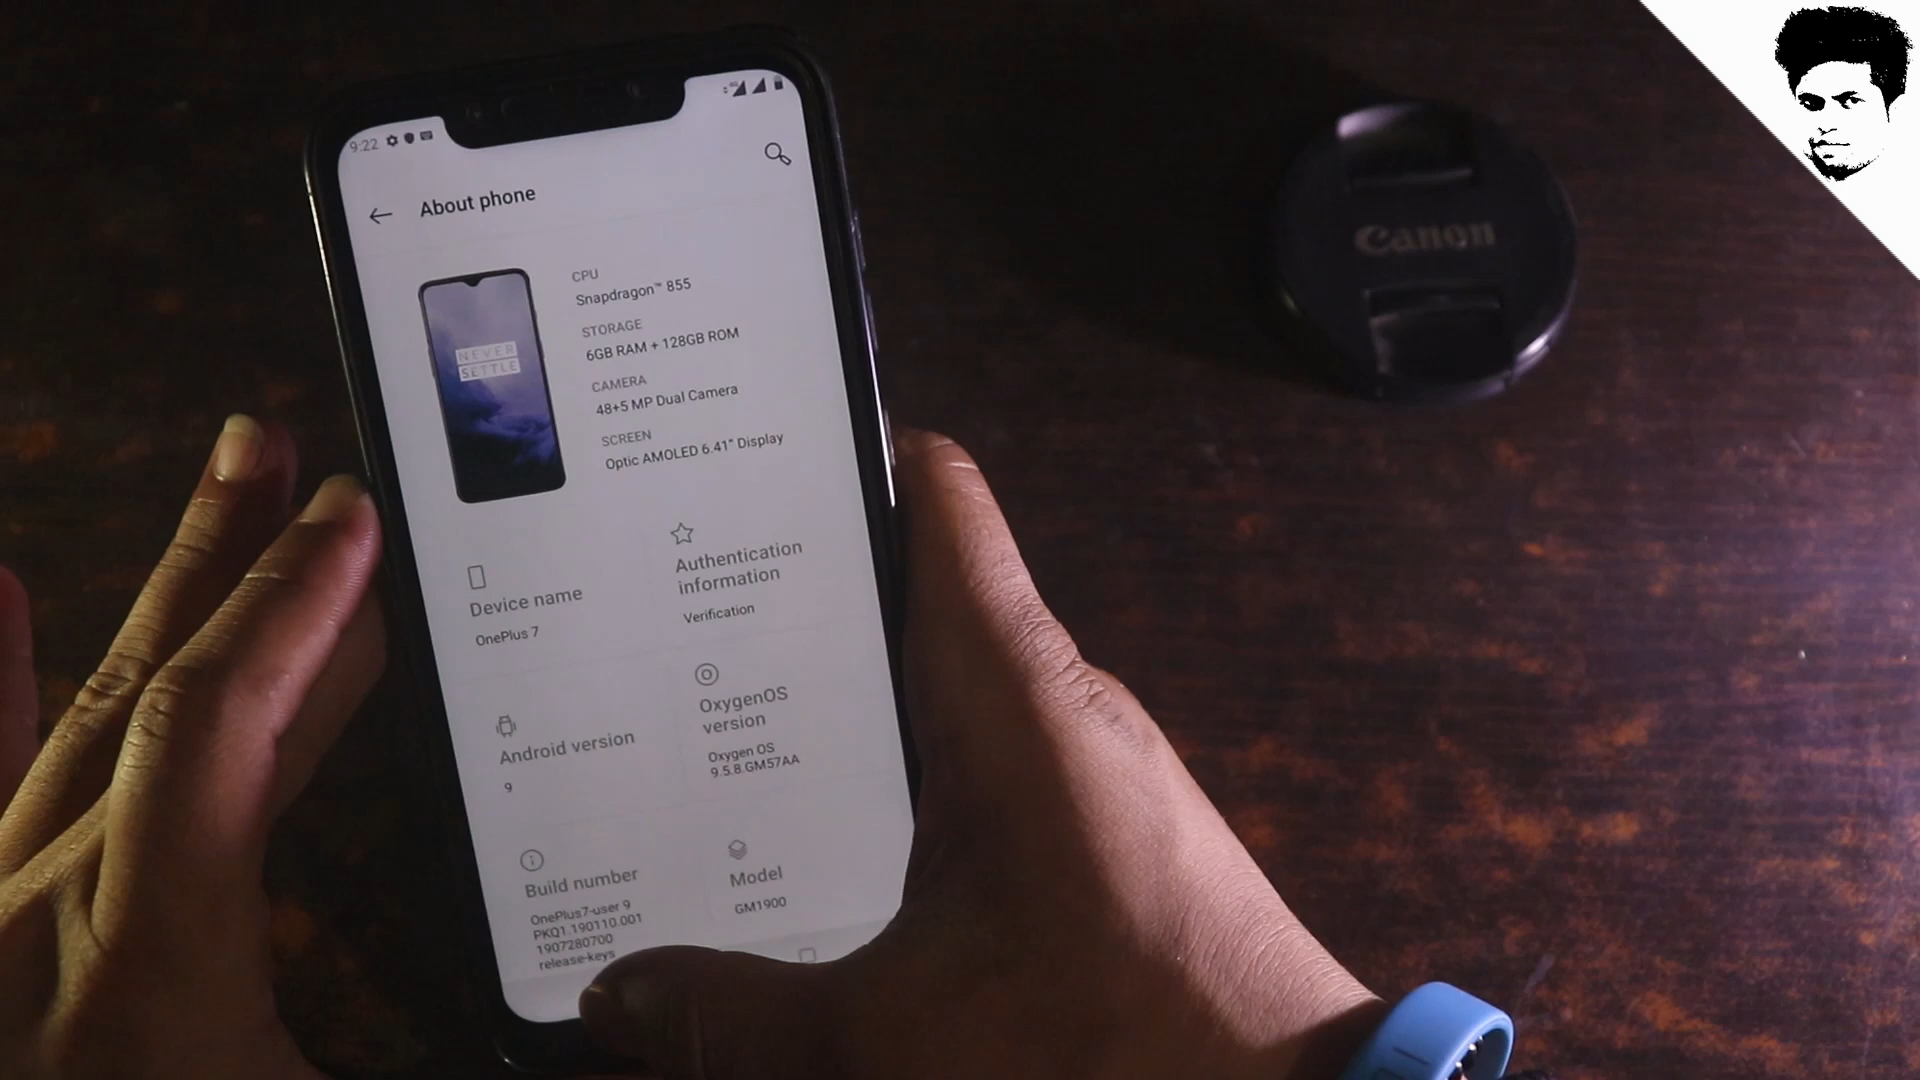 9:22
About phone
CPU
Snapdragon™ 855
STORAGE
6GB RAM + 128GB ROM
CAMERA
48+5 MP Dual Camera
SCREEN
Optic AMOLED 6.41" Display
NEVER
SETTLE
Device name
OnePlus 7
Authentication
information
Verification
Android version
9
OxygenOS
version
Oxygen OS
9.5.8.GM57AA
Build number
OnePlus7-user 9
PKQ1.190110.001
1907280700
release-keys
Model
GM1900
Canon